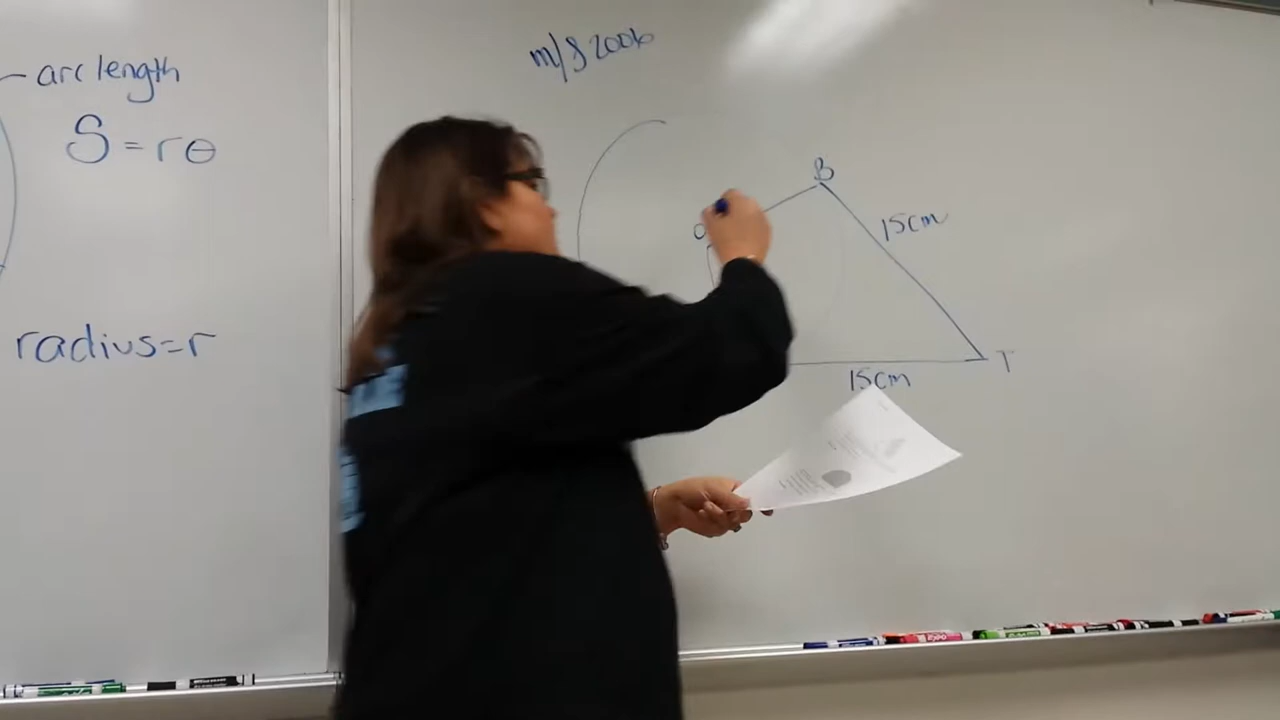 arc length
S = rθ
radius = r
m/J 2006
B
O
15cm
T
15cm